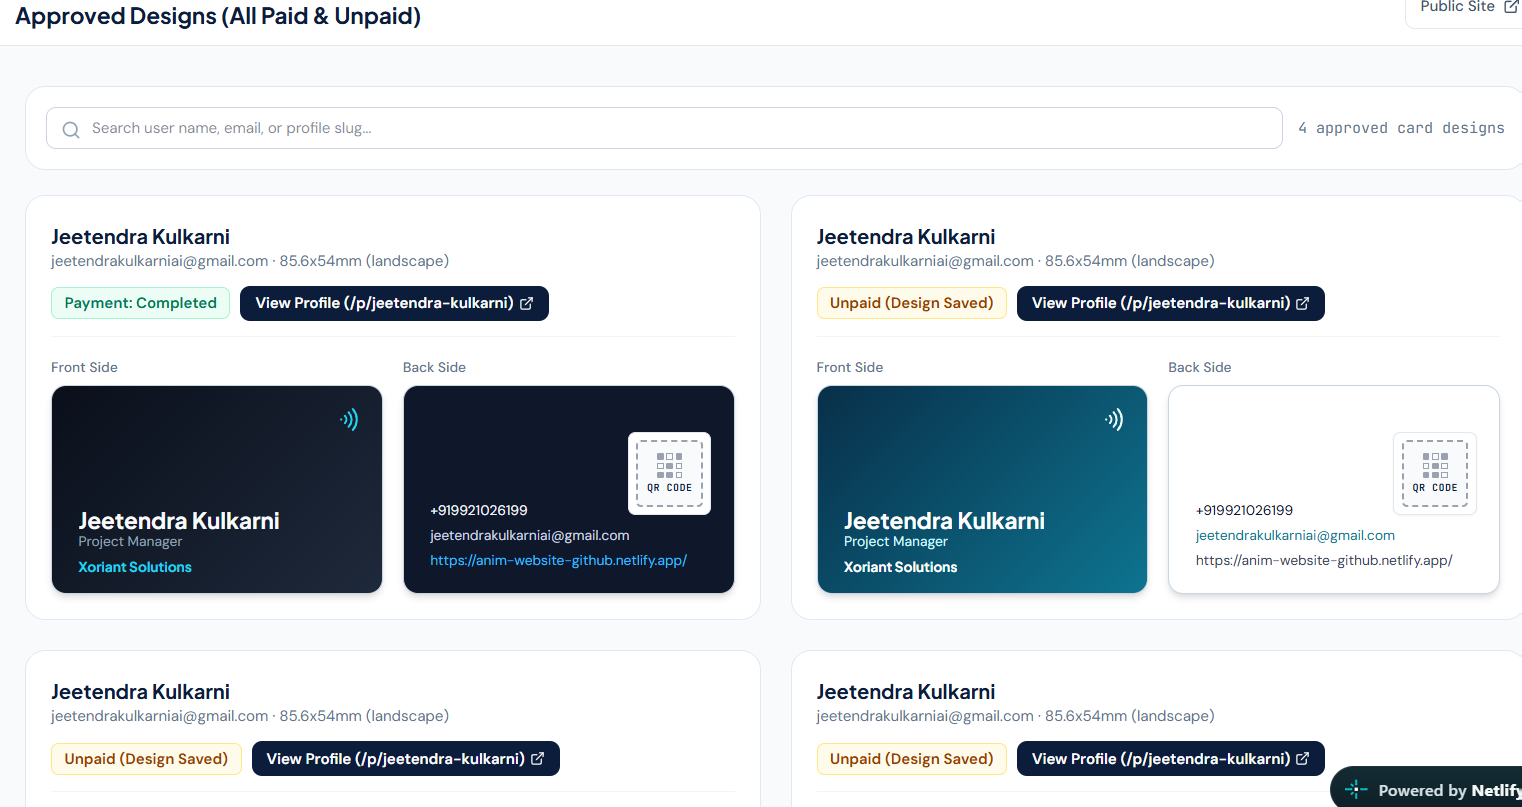 Approved Designs (All Paid & Unpaid)
Public Site
Search user name, email, or profile slug...
4 approved card designs
Jeetendra Kulkarni
jeetendrakulkarniai@gmail.com · 85.6x54mm (landscape)
Payment: Completed
View Profile (/p/jeetendra-kulkarni)
Front Side
Back Side
Jeetendra Kulkarni
Project Manager
Xoriant Solutions
QR CODE
+919921026199
jeetendrakulkarniai@gmail.com
https://anim-website-github.netlify.app/
Jeetendra Kulkarni
jeetendrakulkarniai@gmail.com · 85.6x54mm (landscape)
Unpaid (Design Saved)
View Profile (/p/jeetendra-kulkarni)
Front Side
Back Side
Jeetendra Kulkarni
Project Manager
Xoriant Solutions
QR CODE
+919921026199
jeetendrakulkarniai@gmail.com
https://anim-website-github.netlify.app/
Jeetendra Kulkarni
jeetendrakulkarniai@gmail.com · 85.6x54mm (landscape)
Unpaid (Design Saved)
View Profile (/p/jeetendra-kulkarni)
Jeetendra Kulkarni
jeetendrakulkarniai@gmail.com · 85.6x54mm (landscape)
Unpaid (Design Saved)
View Profile (/p/jeetendra-kulkarni)
Powered by Netlify